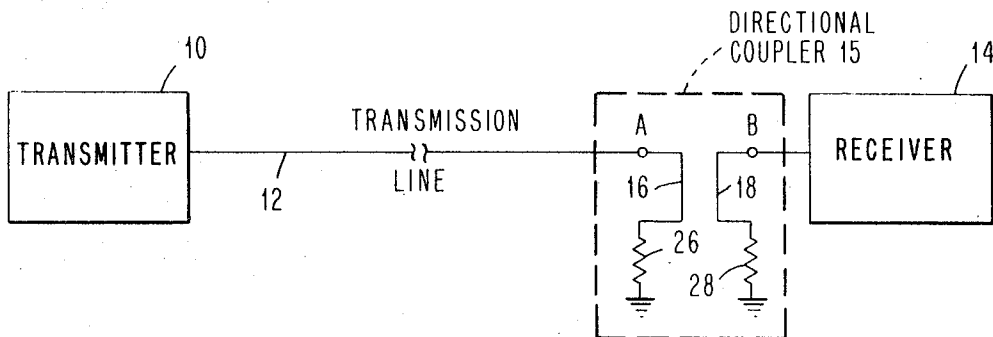 DIRECTIONAL
COUPLER 15
10
14
TRANSMITTER
TRANSMISSION
LINE
12
A
B
16
18
26
28
RECEIVER